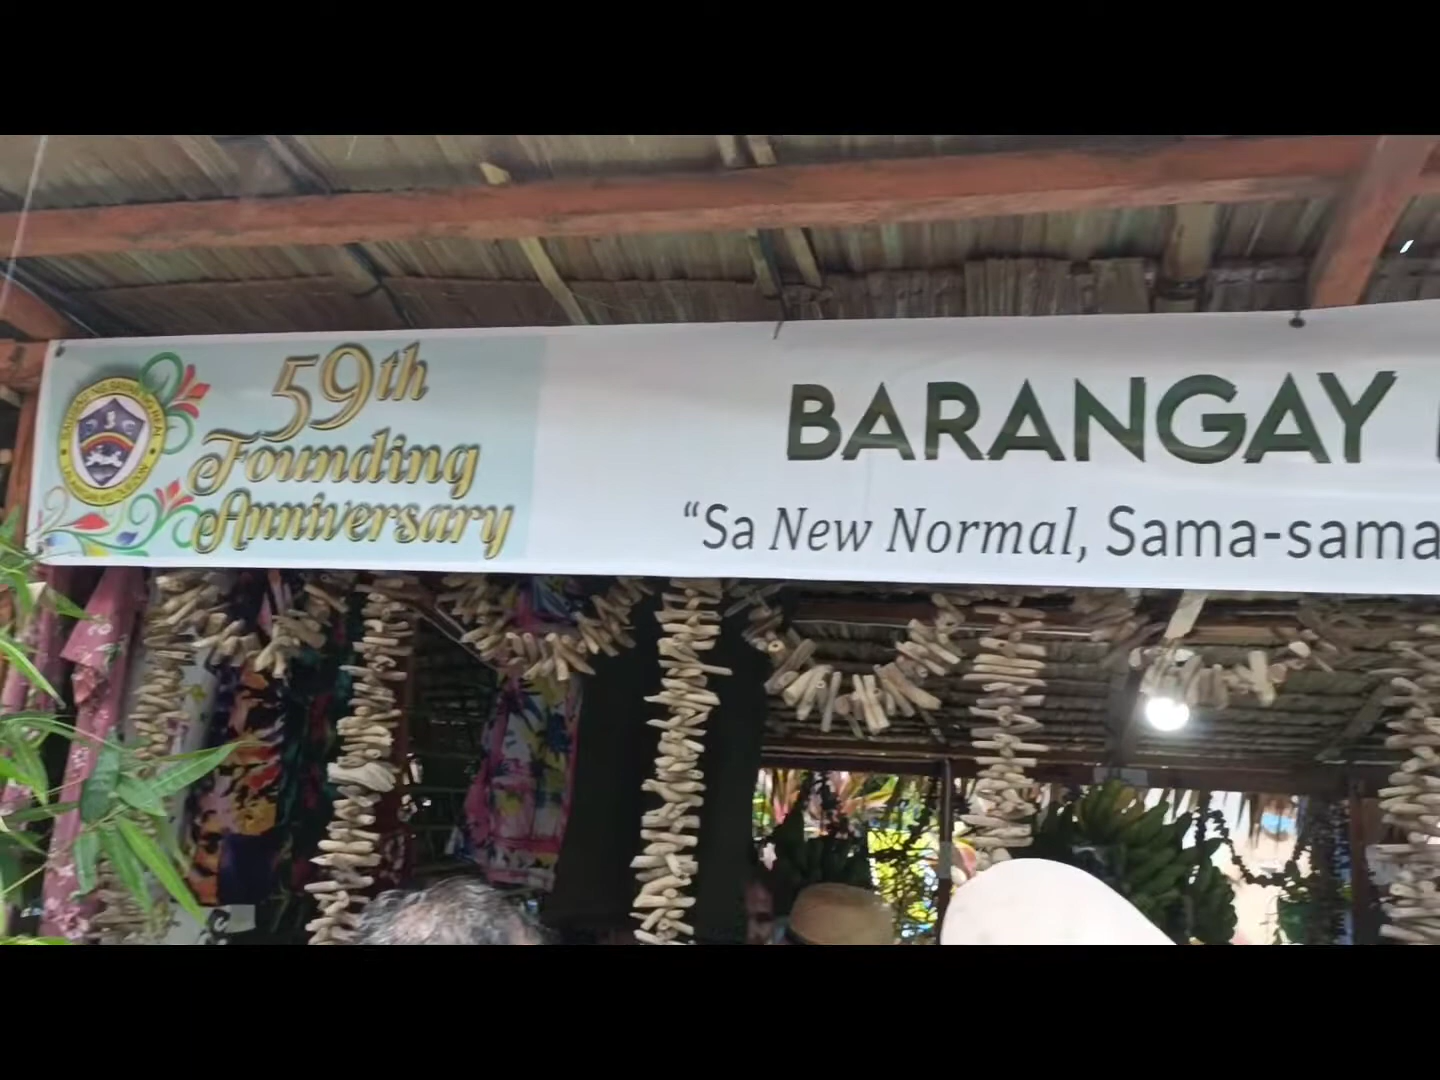 59th
Founding
Anniversary
BARANGAY
“Sa New Normal, Sama-sama